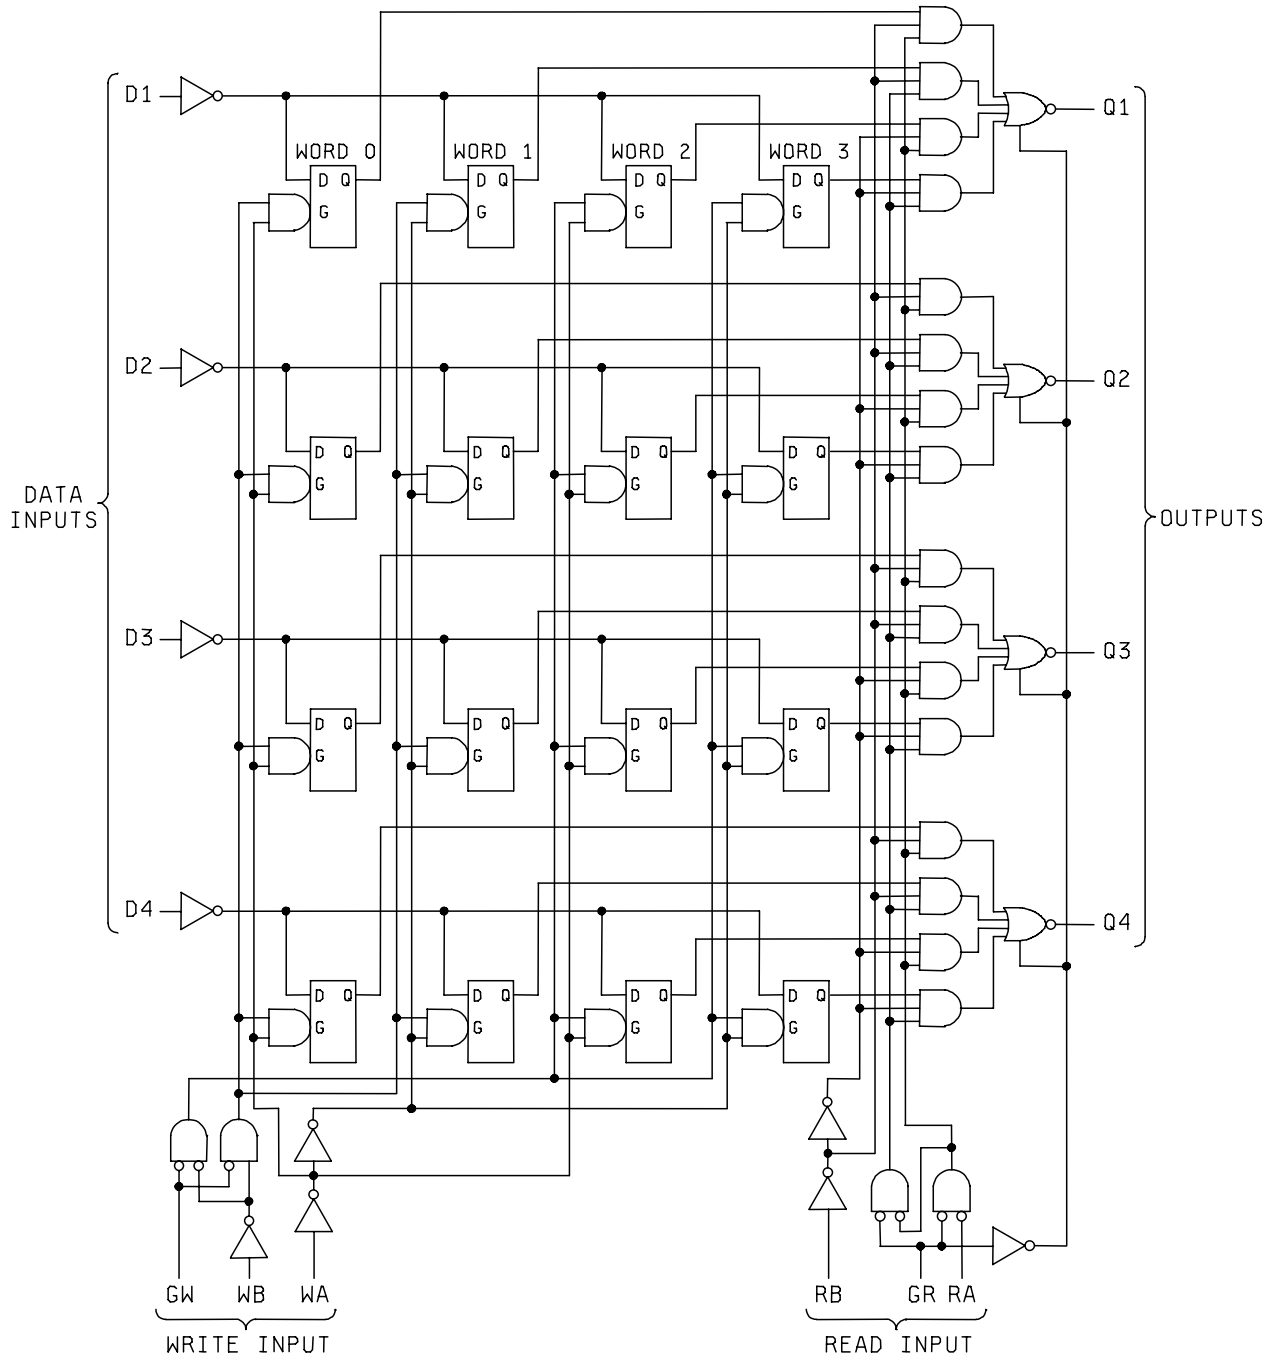 D1
Q1
WORD 0 WORD 1 WORD 2 WORD 3
D Q D Q D Q D Q
G G G G
D2
Q2
D Q D Q D Q D Q
G G G G
DATA
INPUTS
OUTPUTS
D3
Q3
D Q D Q D Q D Q
G G G G
D4
Q4
D Q D Q D Q D Q
G G G G
GW WB WA RB GR RA
WRITE INPUT READ INPUT